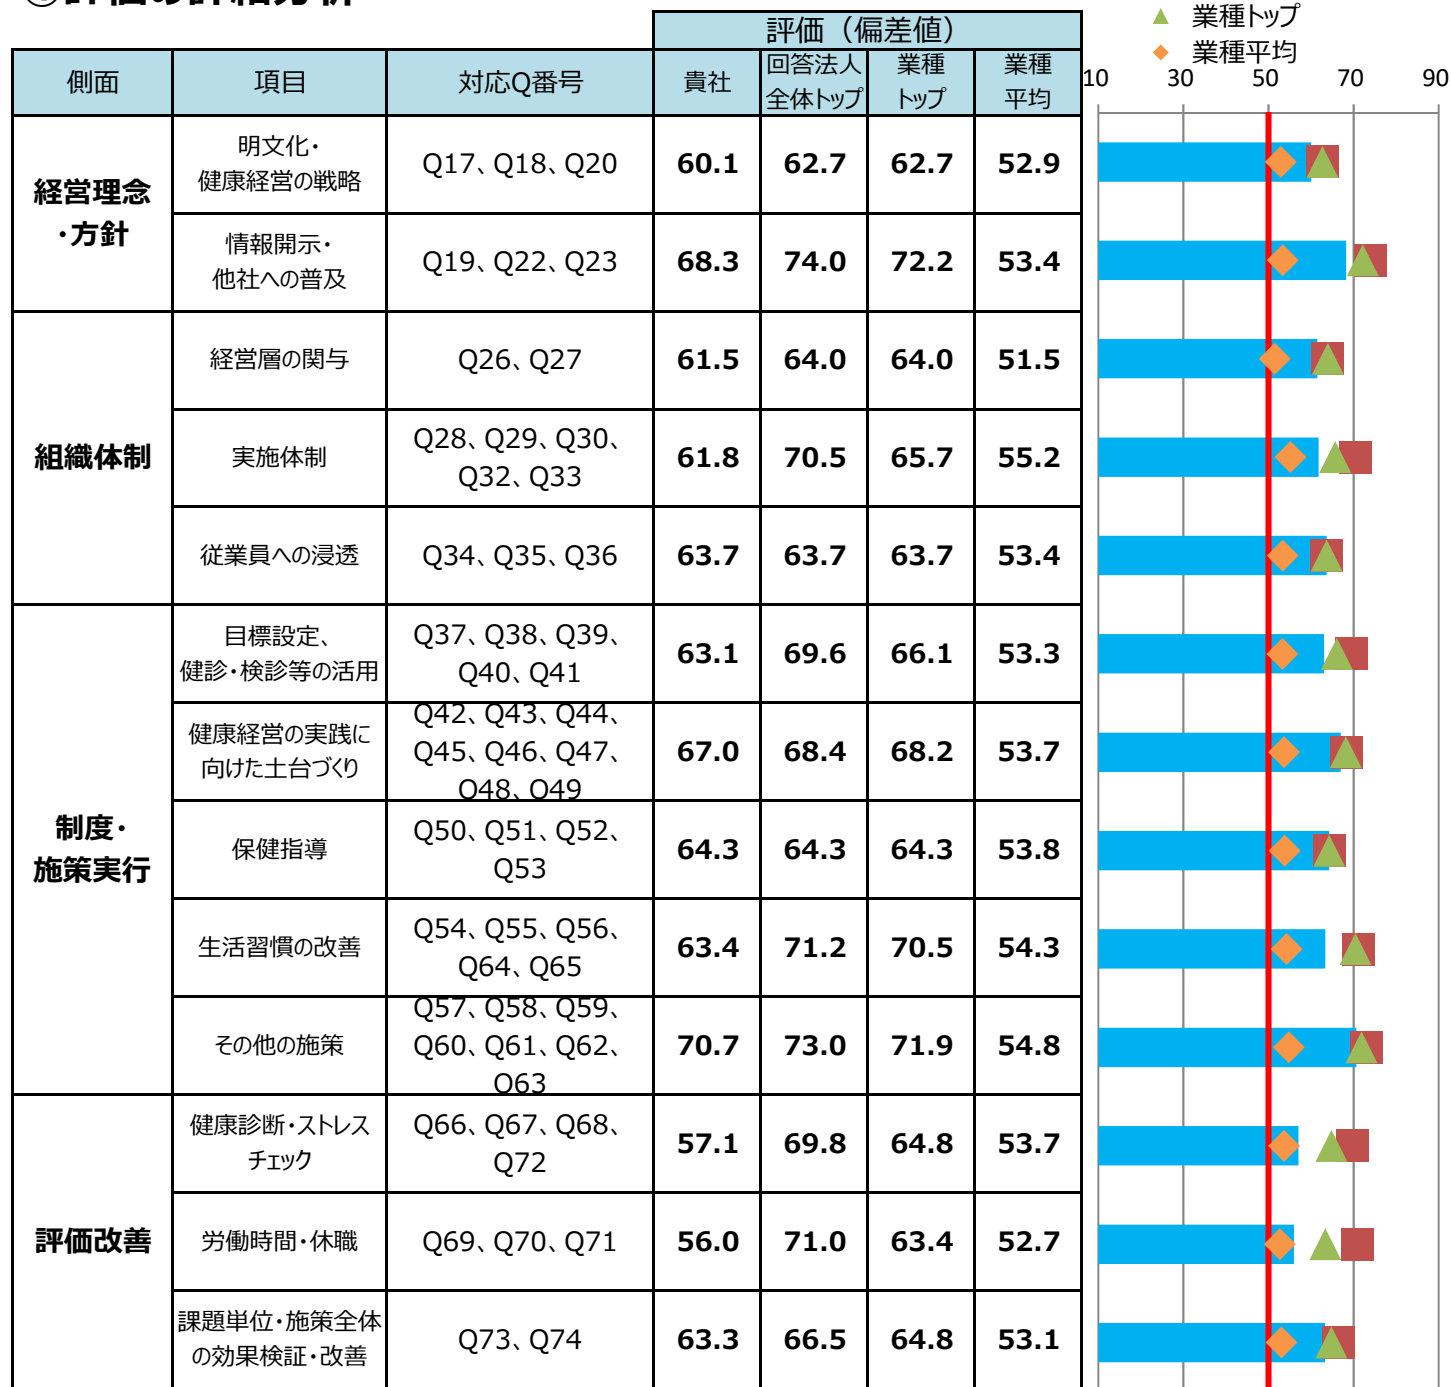 評価（偏差値）
業種トップ
業種平均
側面 項目 対応Q番号 貴社 回答法人 業種 業種
全体トップ トップ 平均
10 30 50 70 90
経営理念
・方針
明文化・
健康経営の戦略
Q17、Q18、Q20
60.1 62.7 62.7 52.9
情報開示・
他社への普及
Q19、Q22、Q23
68.3 74.0 72.2 53.4
組織体制
経営層の関与
Q26、Q27
61.5 64.0 64.0 51.5
実施体制
Q28、Q29、Q30、
Q32、Q33
61.8 70.5 65.7 55.2
従業員への浸透
Q34、Q35、Q36
63.7 63.7 63.7 53.4
制度・
施策実行
目標設定、
健診・検診等の活用
Q37、Q38、Q39、
Q40、Q41
63.1 69.6 66.1 53.3
健康経営の実践に
向けた土台づくり
Q42、Q43、Q44、
Q45、Q46、Q47、
Q48、Q49
67.0 68.4 68.2 53.7
保健指導
Q50、Q51、Q52、
Q53
64.3 64.3 64.3 53.8
生活習慣の改善
Q54、Q55、Q56、
Q64、Q65
63.4 71.2 70.5 54.3
その他の施策
Q57、Q58、Q59、
Q60、Q61、Q62、
Q63
70.7 73.0 71.9 54.8
評価改善
健康診断・ストレス
チェック
Q66、Q67、Q68、
Q72
57.1 69.8 64.8 53.7
労働時間・休職
Q69、Q70、Q71
56.0 71.0 63.4 52.7
課題単位・施策全体
の効果検証・改善
Q73、Q74
63.3 66.5 64.8 53.1